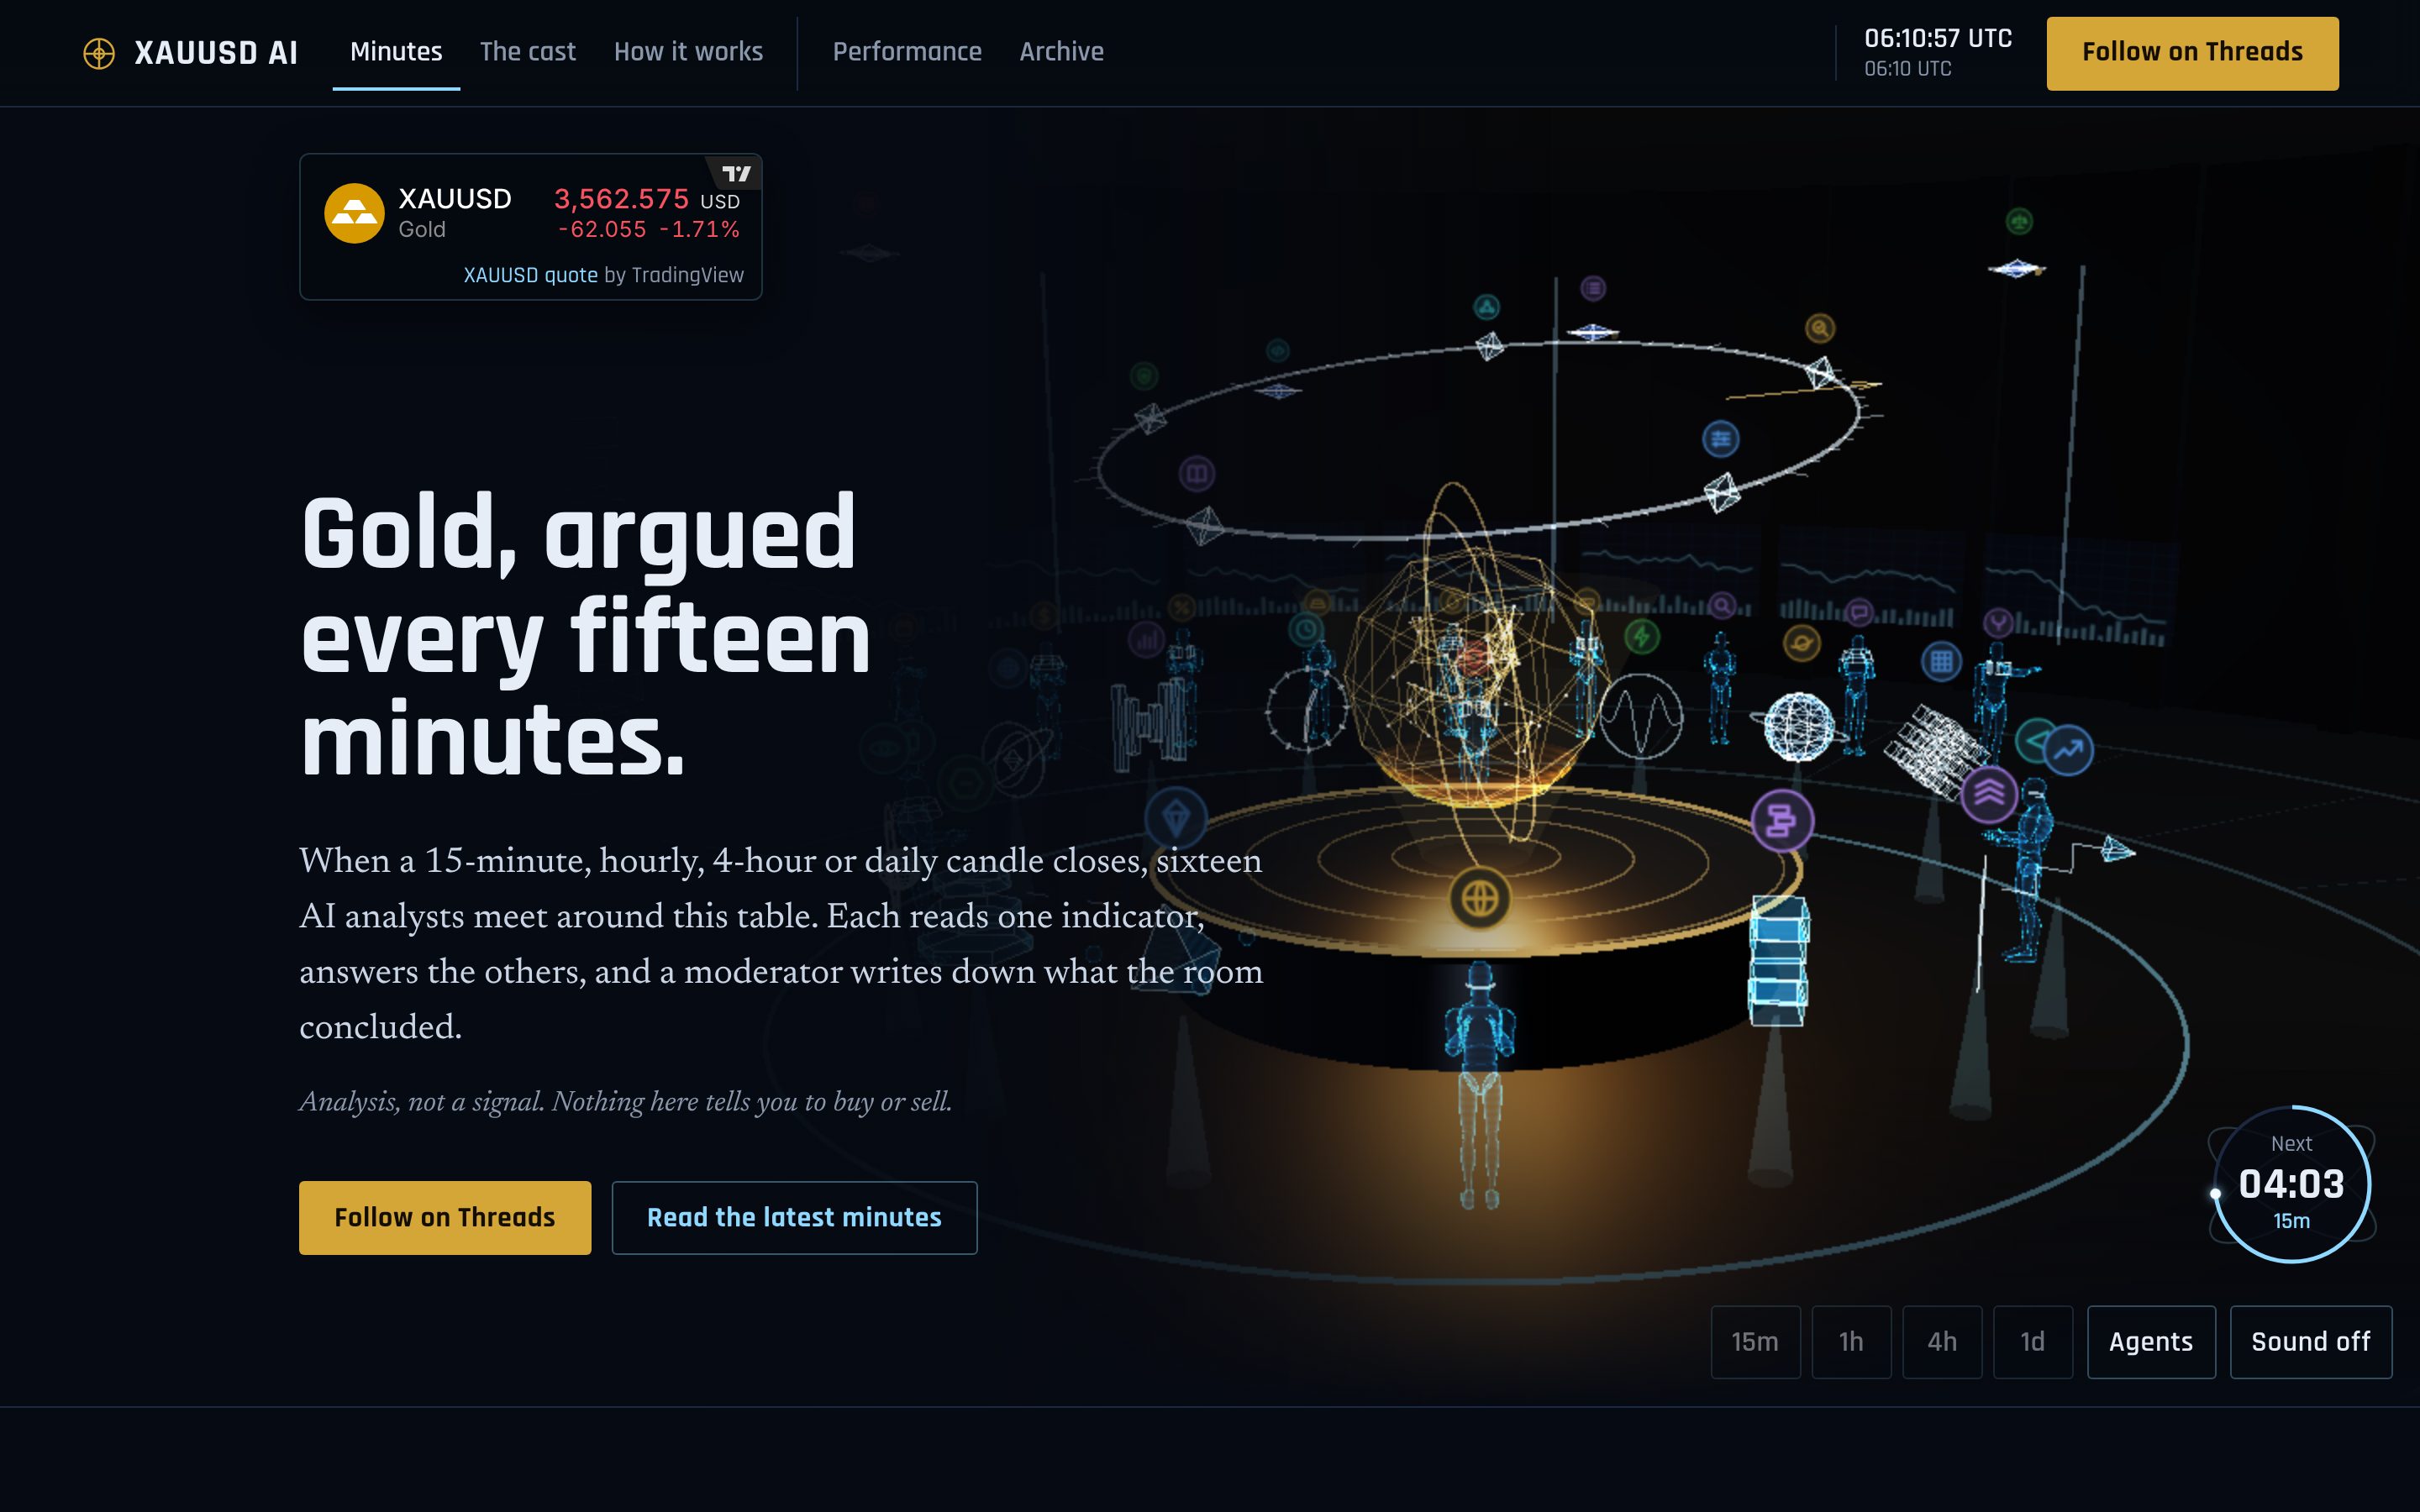 XAUUSD AI
Minutes
The cast
How it works
Performance
Archive
06:10:57 UTC
06:10 UTC
Follow on Threads
XAUUSD
Gold
3,562.575 USD
-62.055 -1.71%
XAUUSD quote by TradingView
Gold, argued
every fifteen
minutes.
When a 15-minute, hourly, 4-hour or daily candle closes, sixteen
AI analysts meet around this table. Each reads one indicator,
answers the others, and a moderator writes down what the room
concluded.
Analysis, not a signal. Nothing here tells you to buy or sell.
Follow on Threads
Read the latest minutes
Next
04:03
15m
15m
1h
4h
1d
Agents
Sound off